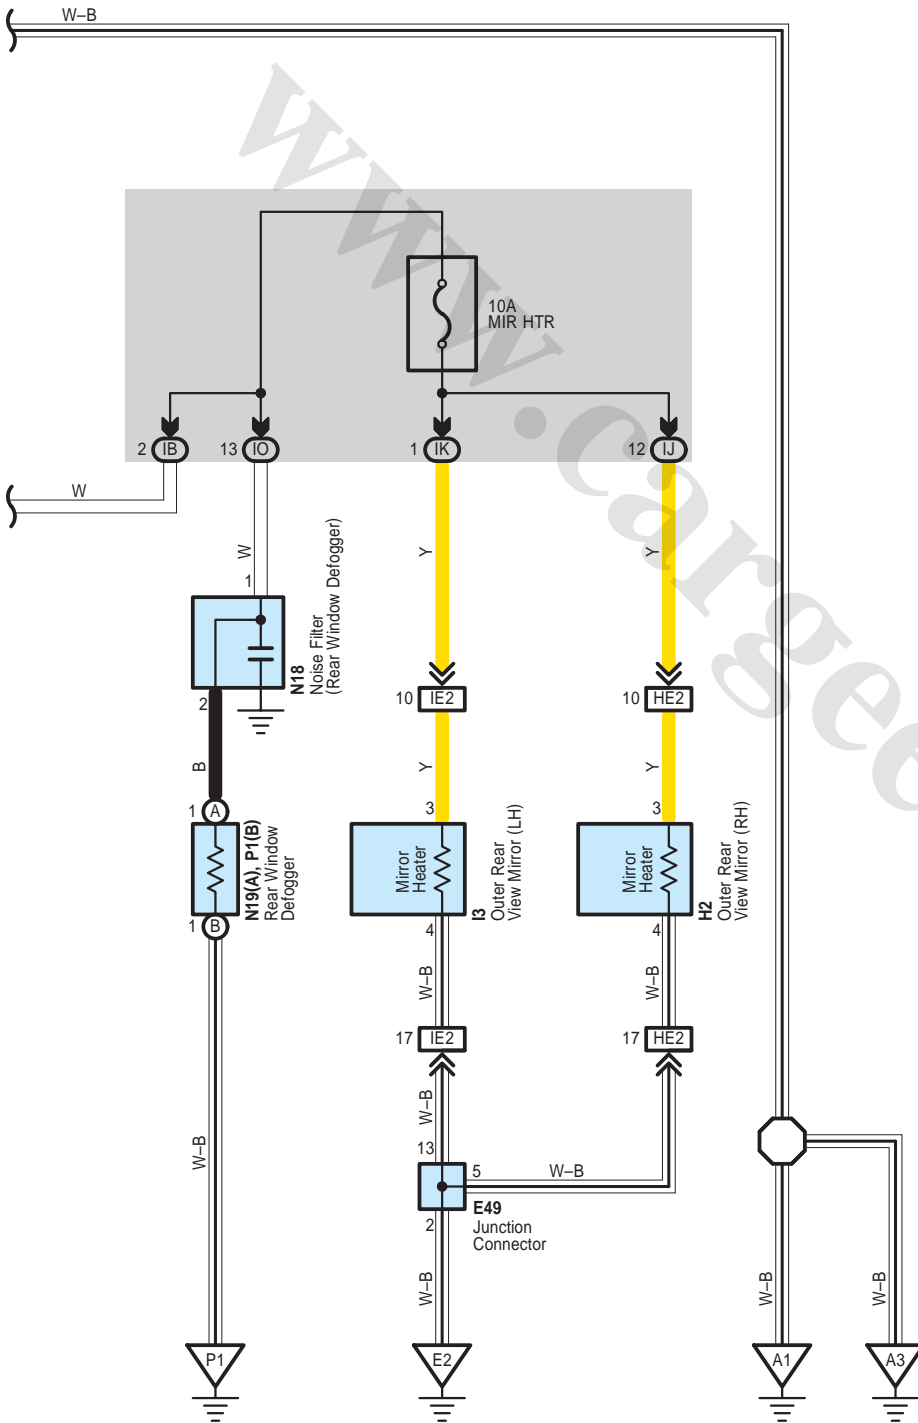 W–B
10A
MIR HTR
2 IB
13 IO
1 IK
12 IJ
W
W
Y
Y
1
N18
Noise Filter
(Rear Window Defogger)
2
10 IE2
10 HE2
B
Y
Y
1 A
3
3
N19(A), P1(B)
Rear Window
Defogger
Mirror
Heater
I3
Outer Rear
View Mirror (LH)
Mirror
Heater
H2
Outer Rear
View Mirror (RH)
1 B
4
4
W–B
W–B
17 IE2
17 HE2
W–B
W–B
13
5
W–B
E49
Junction
Connector
2
W–B
W–B
W–B
P1
E2
A1
A3
www.cargee